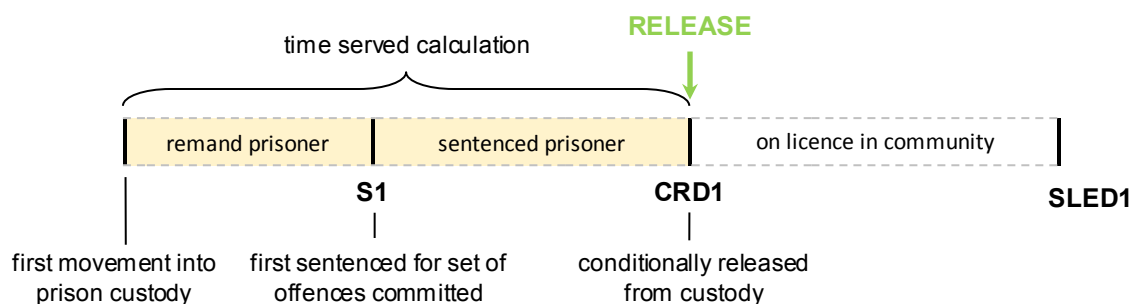 RELEASE
time served calculation
remand prisoner
sentenced prisoner
on licence in community
S1
CRD1
SLED1
first movement into
prison custody
first sentenced for set of
offences committed
conditionally released
from custody